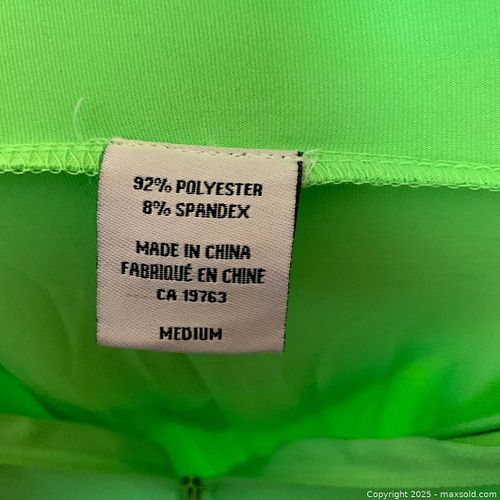 92% POLYESTER
8% SPANDEX
MADE IN CHINA
FABRIQUÉ EN CHINE
CA 19763
MEDIUM
Copyright 2025 - maxsold.com